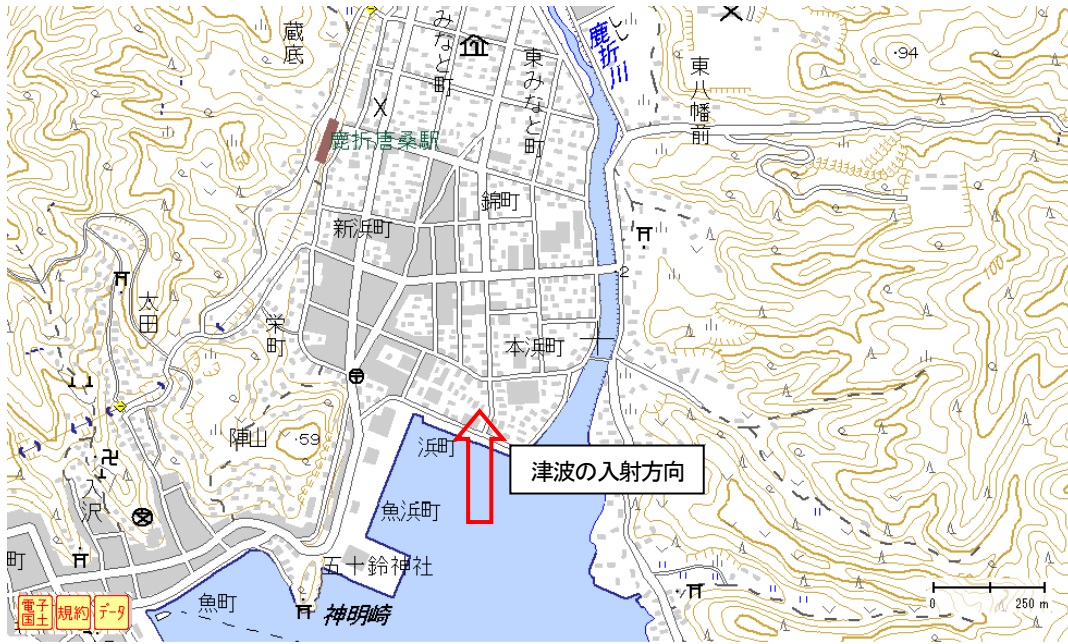 蔵底
みなと町
東みなと町
鹿折川
東八幡前
・94
鹿折唐桑駅
60
錦町
新浜町
2
太田
栄町
本浜町
100
陣山
・59
浜町
津波の入射方向
入沢
魚浜町
町
五十鈴神社
魚町
神明崎
電子国土
規約
データ
0 250 m